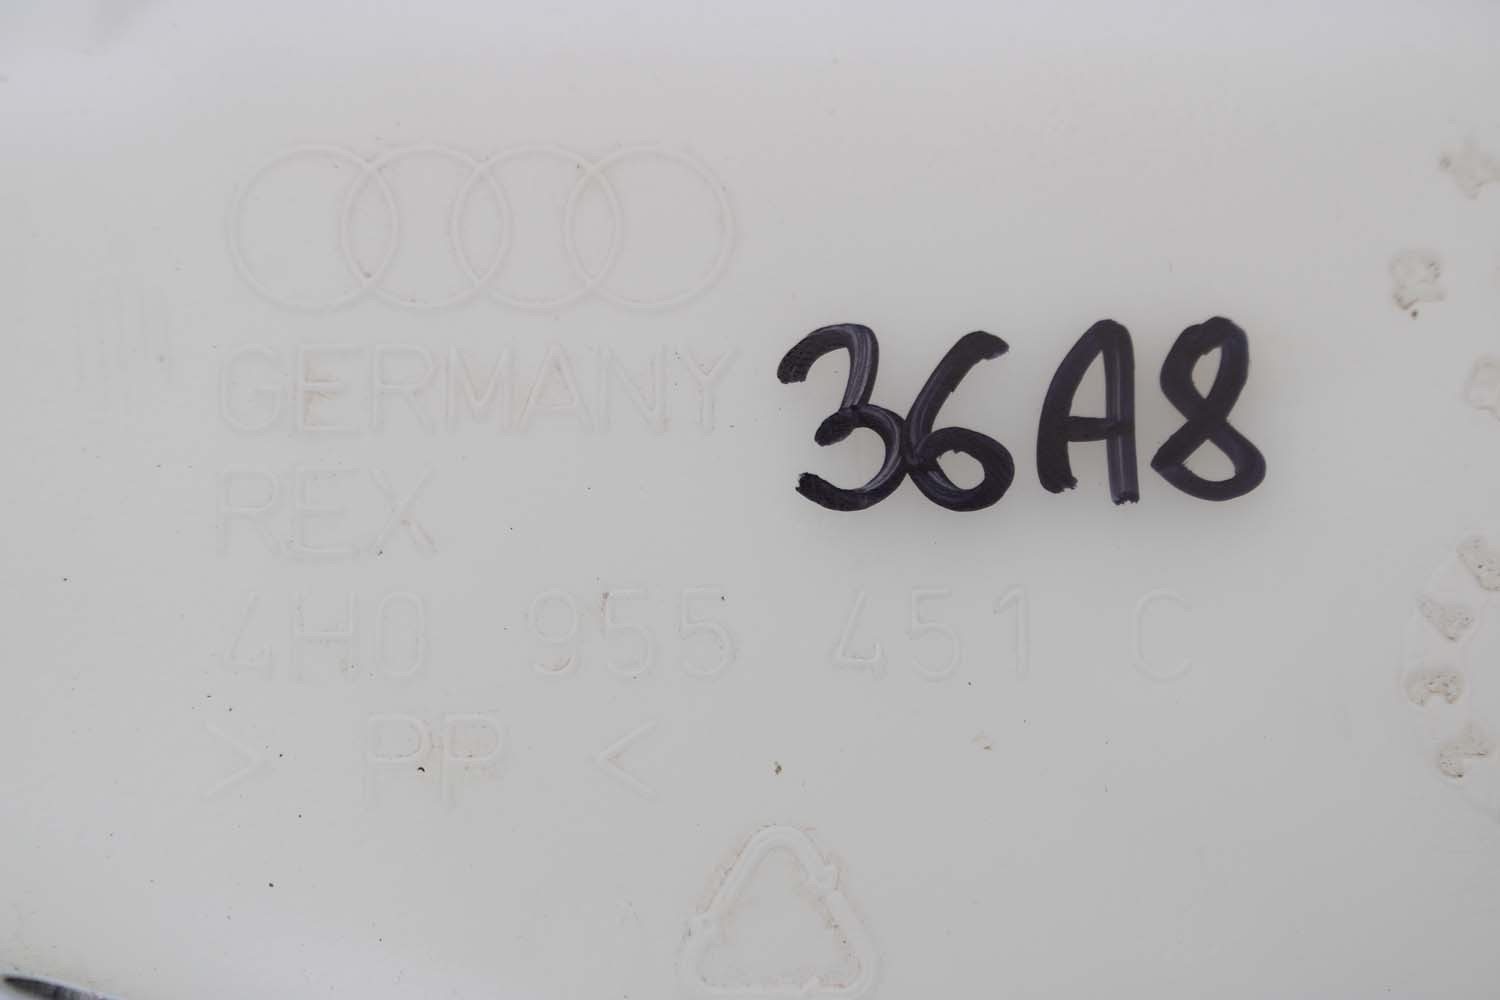 GERMANY
36A8
REX
4H0 955 451 C
> PP <